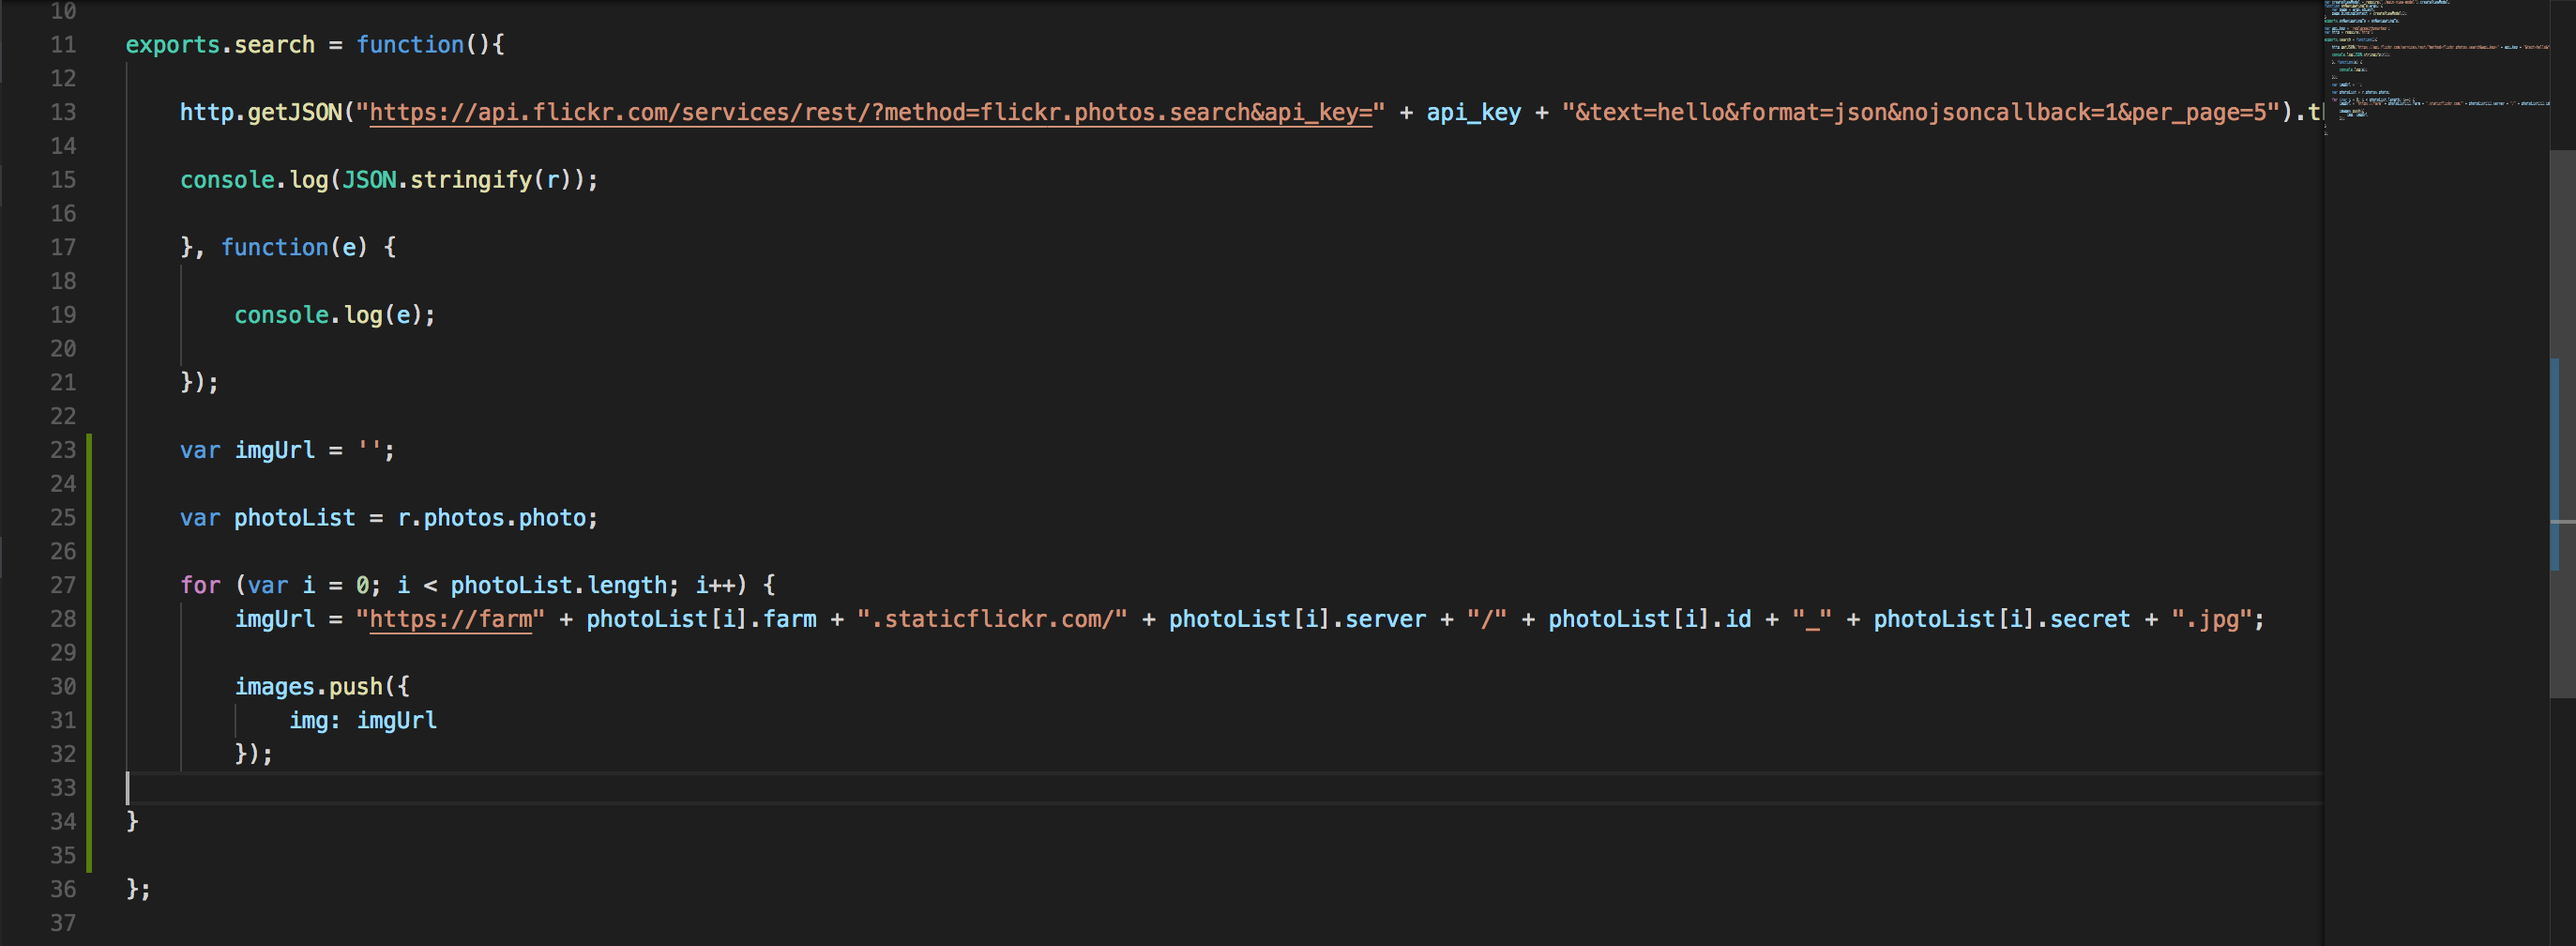 10
11 exports.search = function(){
12
13 http.getJSON("https://api.flickr.com/services/rest/?method=flickr.photos.search&api_key=" + api_key + "&text=hello&format=json&nojsoncallback=1&per_page=5").t
14
15 console.log(JSON.stringify(r));
16
17 }, function(e) {
18
19 console.log(e);
20
21 });
22
23 var imgUrl = '';
24
25 var photoList = r.photos.photo;
26
27 for (var i = 0; i < photoList.length; i++) {
28 imgUrl = "https://farm" + photoList[i].farm + ".staticflickr.com/" + photoList[i].server + "/" + photoList[i].id + "_" + photoList[i].secret + ".jpg";
29
30 images.push({
31 img: imgUrl
32 });
33
34 }
35
36 };
37